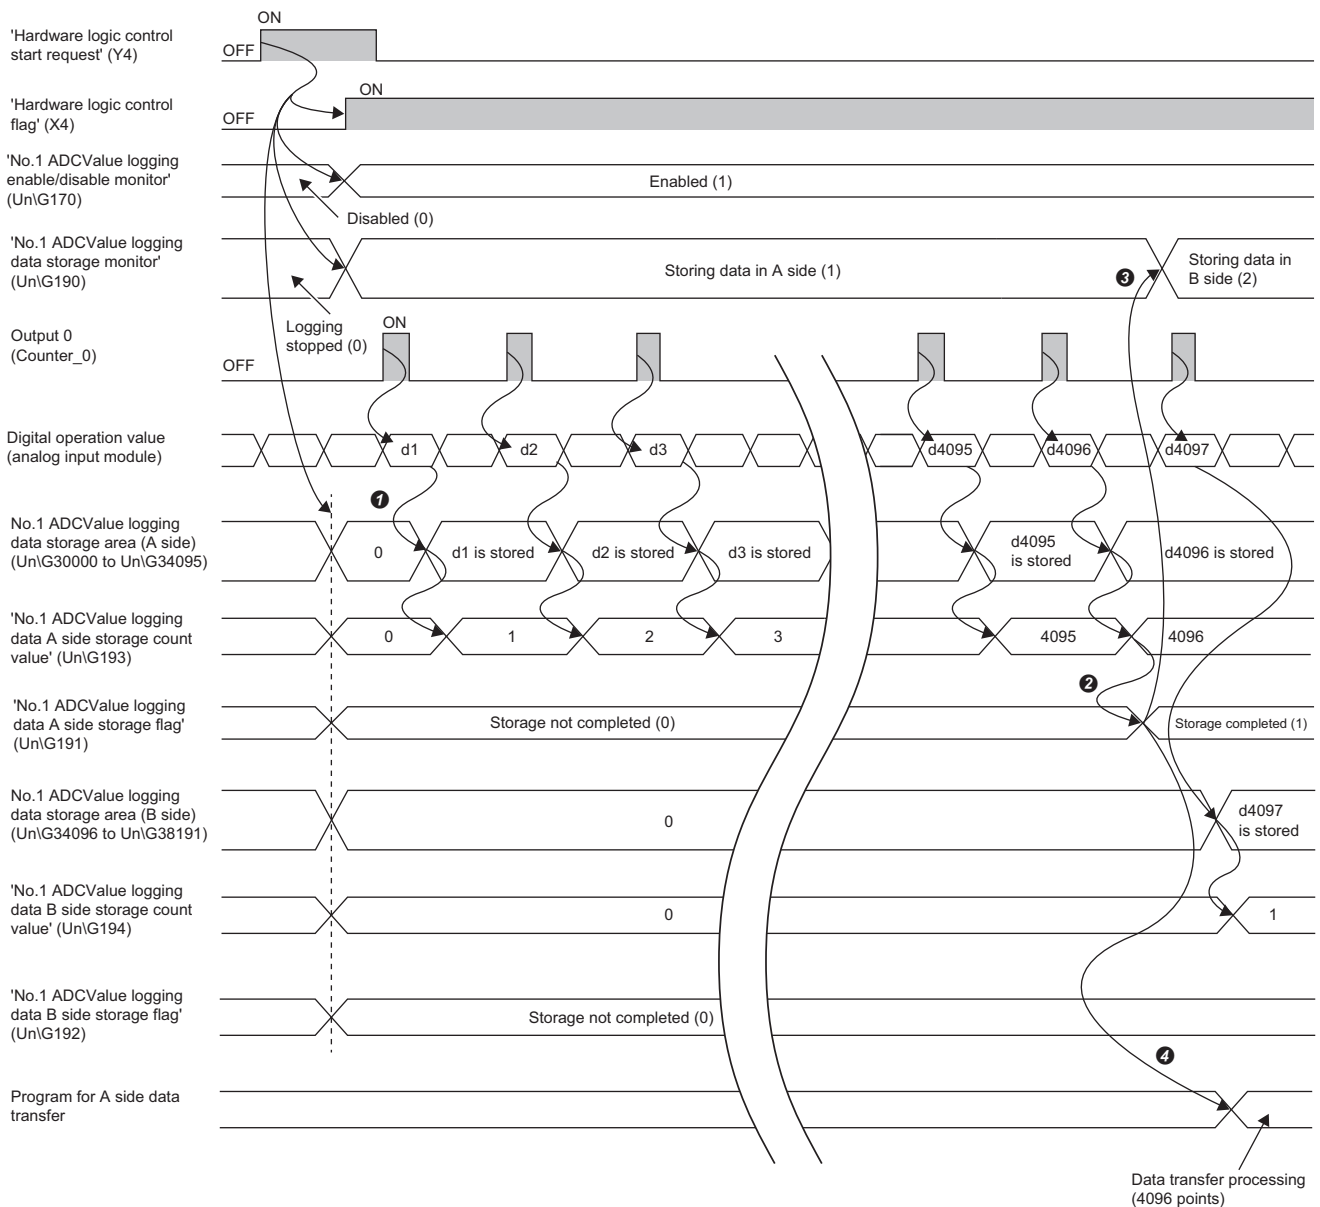 ON
'Hardware logic control
start request' (Y4)
OFF
ON
'Hardware logic control
flag' (X4)
OFF
'No.1 ADCValue logging
enable/disable monitor'
(Un\G170)
Enabled (1)
Disabled (0)
'No.1 ADCValue logging
data storage monitor'
(Un\G190)
Storing data in A side (1)
❸
Storing data in
B side (2)
Logging
stopped (0)
Output 0
(Counter_0)
ON
OFF
Digital operation value
(analog input module)
d1
d2
d3
d4095
d4096
d4097
❶
No.1 ADCValue logging
data storage area (A side)
(Un\G30000 to Un\G34095)
0
d1 is stored
d2 is stored
d3 is stored
d4095
is stored
d4096 is stored
'No.1 ADCValue logging
data A side storage count
value' (Un\G193)
0
1
2
3
4095
4096
❷
'No.1 ADCValue logging
data A side storage flag'
(Un\G191)
Storage not completed (0)
Storage completed (1)
No.1 ADCValue logging
data storage area (B side)
(Un\G34096 to Un\G38191)
0
d4097
is stored
'No.1 ADCValue logging
data B side storage count
value' (Un\G194)
0
1
'No.1 ADCValue logging
data B side storage flag'
(Un\G192)
Storage not completed (0)
❹
Program for A side data
transfer
Data transfer processing
(4096 points)